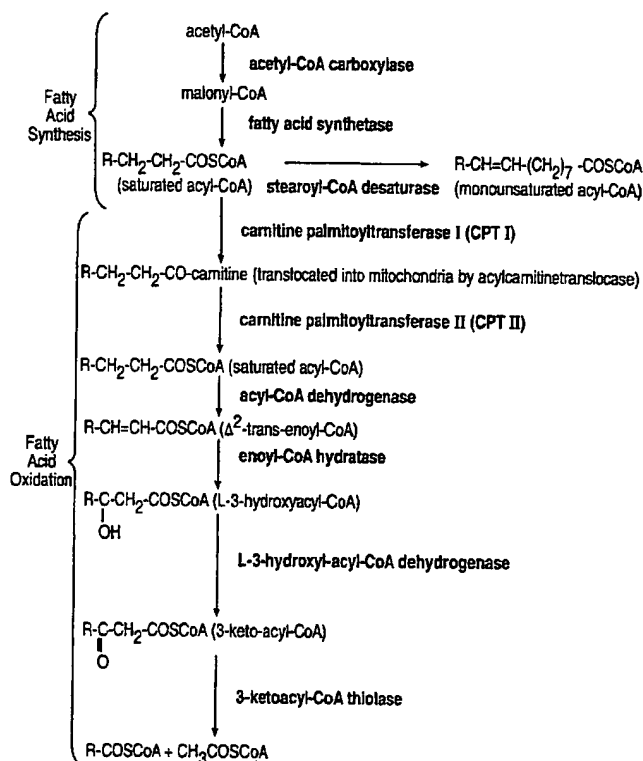 acetyl-CoA
acetyl-CoA carboxylase
malonyl-CoA
Fatty
Acid
Synthesis
fatty acid synthetase
R-CH2-CH2-COSCoA
(saturated acyl-CoA)
stearoyl-CoA desaturase
R-CH=CH-(CH2)7 -COSCoA
(monounsaturated acyl-CoA)
carnitine palmitoyltransferase I (CPT I)
R-CH2-CH2-CO-carnitine (translocated into mitochondria by acylcarnitinetranslocase)
carnitine palmitoyltransferase II (CPT II)
R-CH2-CH2-COSCoA (saturated acyl-CoA)
acyl-CoA dehydrogenase
R-CH=CH-COSCoA (Δ2-trans-enoyl-CoA)
Fatty
Acid
Oxidation
enoyl-CoA hydratase
R-C-CH2-COSCoA (L-3-hydroxyacyl-CoA)
OH
L-3-hydroxyl-acyl-CoA dehydrogenase
R-C-CH2-COSCoA (3-keto-acyl-CoA)
O
3-ketoacyl-CoA thiolase
R-COSCoA + CH3COSCoA